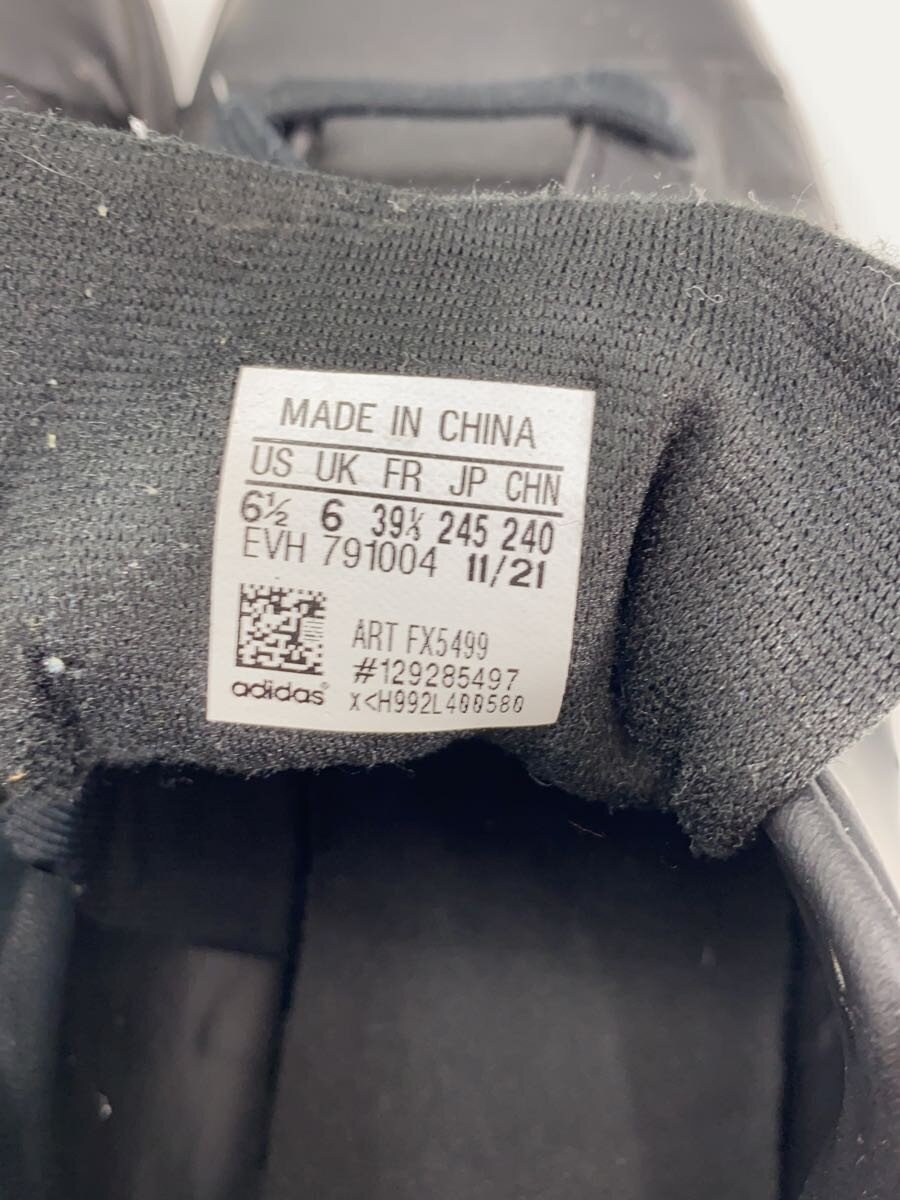 MADE IN CHINA
US UK FR JP CHN
6½ 6 39⅓ 245 240
EVH 791004 11/21
ART FX5499
#129285497
adidas®
x<H992L400580